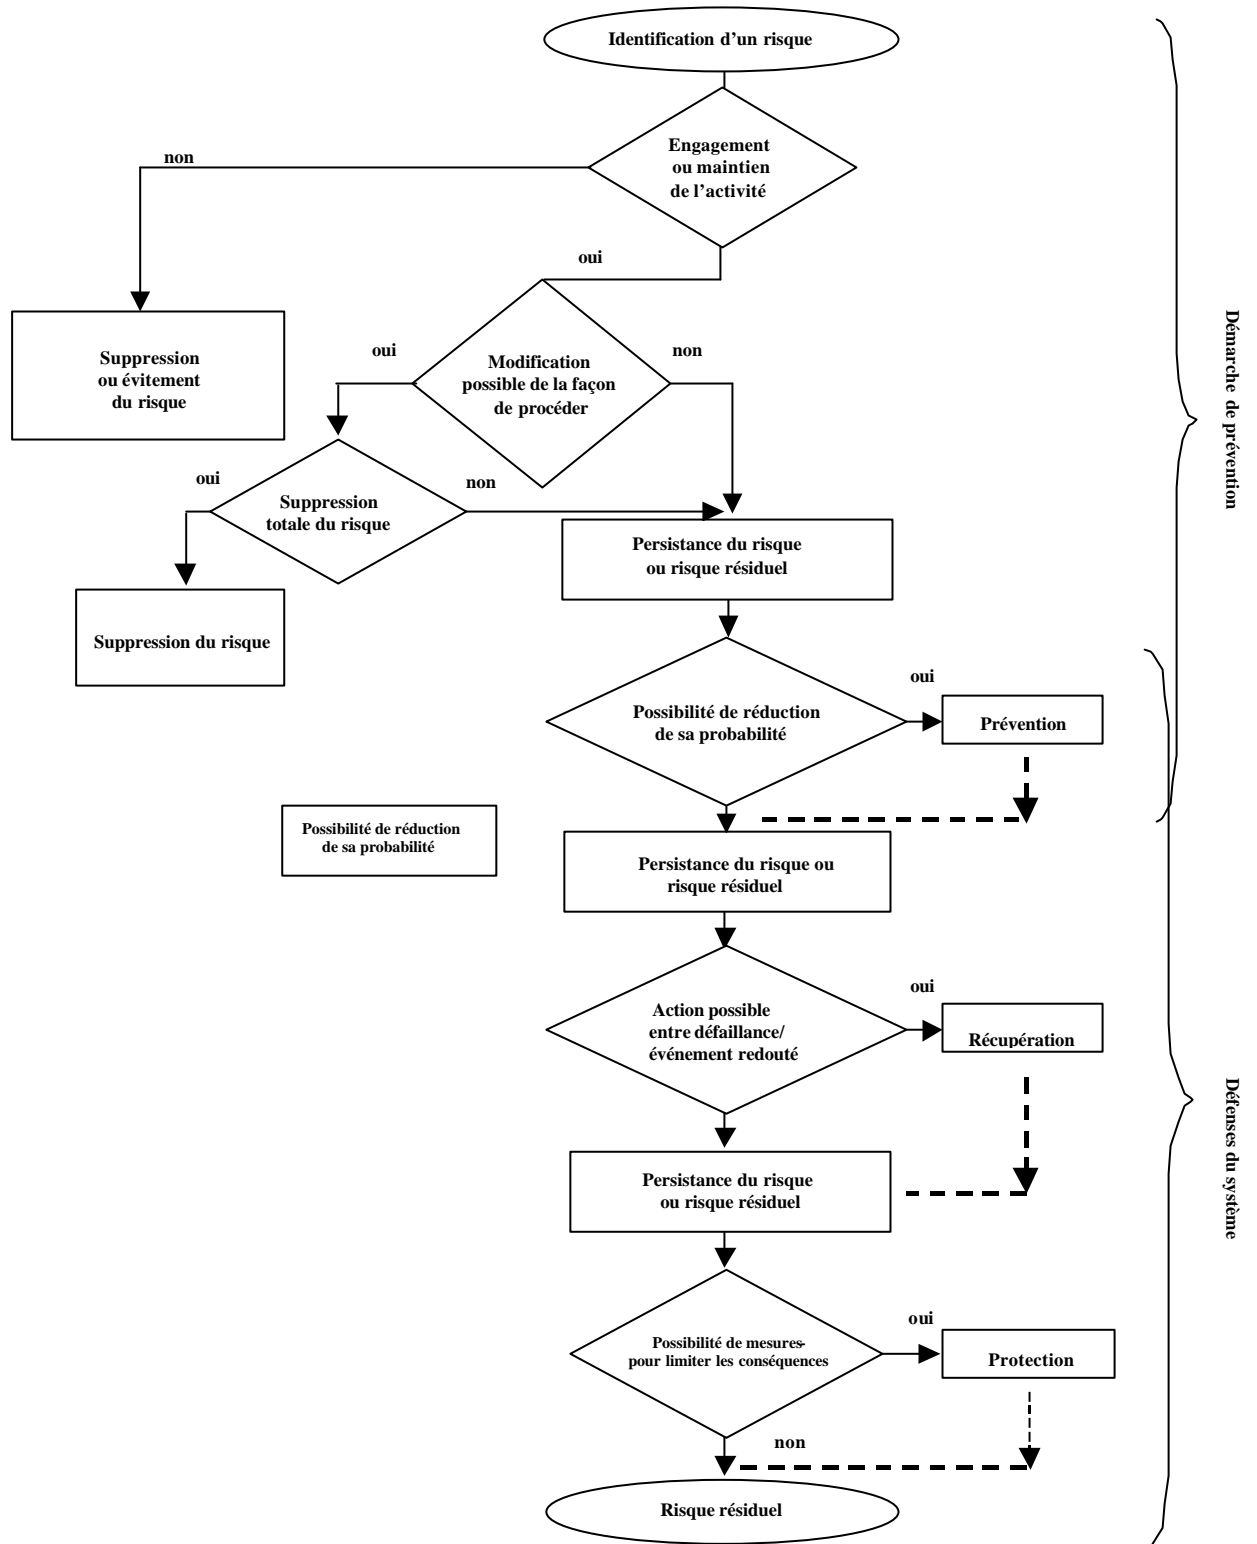 Identification d’un risque
Engagement
ou maintien
de l’activité
non
oui
Suppression
ou évitement
du risque
oui
Modification
possible de la façon
de procéder
non
oui
Suppression
totale du risque
non
Persistance du risque
ou risque résiduel
Suppression du risque
Possibilité de réduction
de sa probabilité
oui
Prévention
Possibilité de réduction
de sa probabilité
Persistance du risque ou
risque résiduel
Action possible
entre défaillance/
événement redouté
oui
Récupération
Persistance du risque
ou risque résiduel
Possibilité de mesures-
pour limiter les conséquences
oui
Protection
non
Risque résiduel
Démarche de prévention
Défenses du système